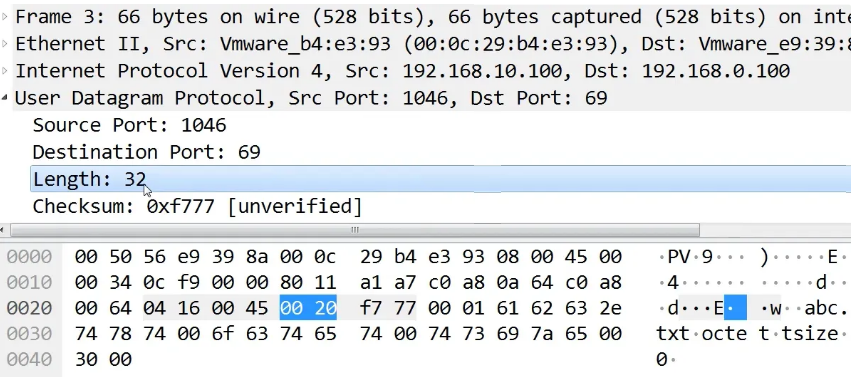 Frame 3: 66 bytes on wire (528 bits), 66 bytes captured (528 bits) on inte
Ethernet II, Src: Vmware_b4:e3:93 (00:0c:29:b4:e3:93), Dst: Vmware_e9:39:8
Internet Protocol Version 4, Src: 192.168.10.100, Dst: 192.168.0.100
User Datagram Protocol, Src Port: 1046, Dst Port: 69
Source Port: 1046
Destination Port: 69
Length: 32
Checksum: 0xf777 [unverified]
0000 00 50 56 e9 39 8a 00 0c 29 b4 e3 93 08 00 45 00 ·PV·9··· )·····E·
0010 00 34 0c f9 00 00 80 11 a1 a7 c0 a8 0a 64 c0 a8 ·4······ ·····d··
0020 00 64 04 16 00 45 00 20 f7 77 00 01 61 62 63 2e ·d···E· ·w··abc.
0030 74 78 74 00 6f 63 74 65 74 00 74 73 69 7a 65 00 txt·octe t·tsize·
0040 30 00 0·